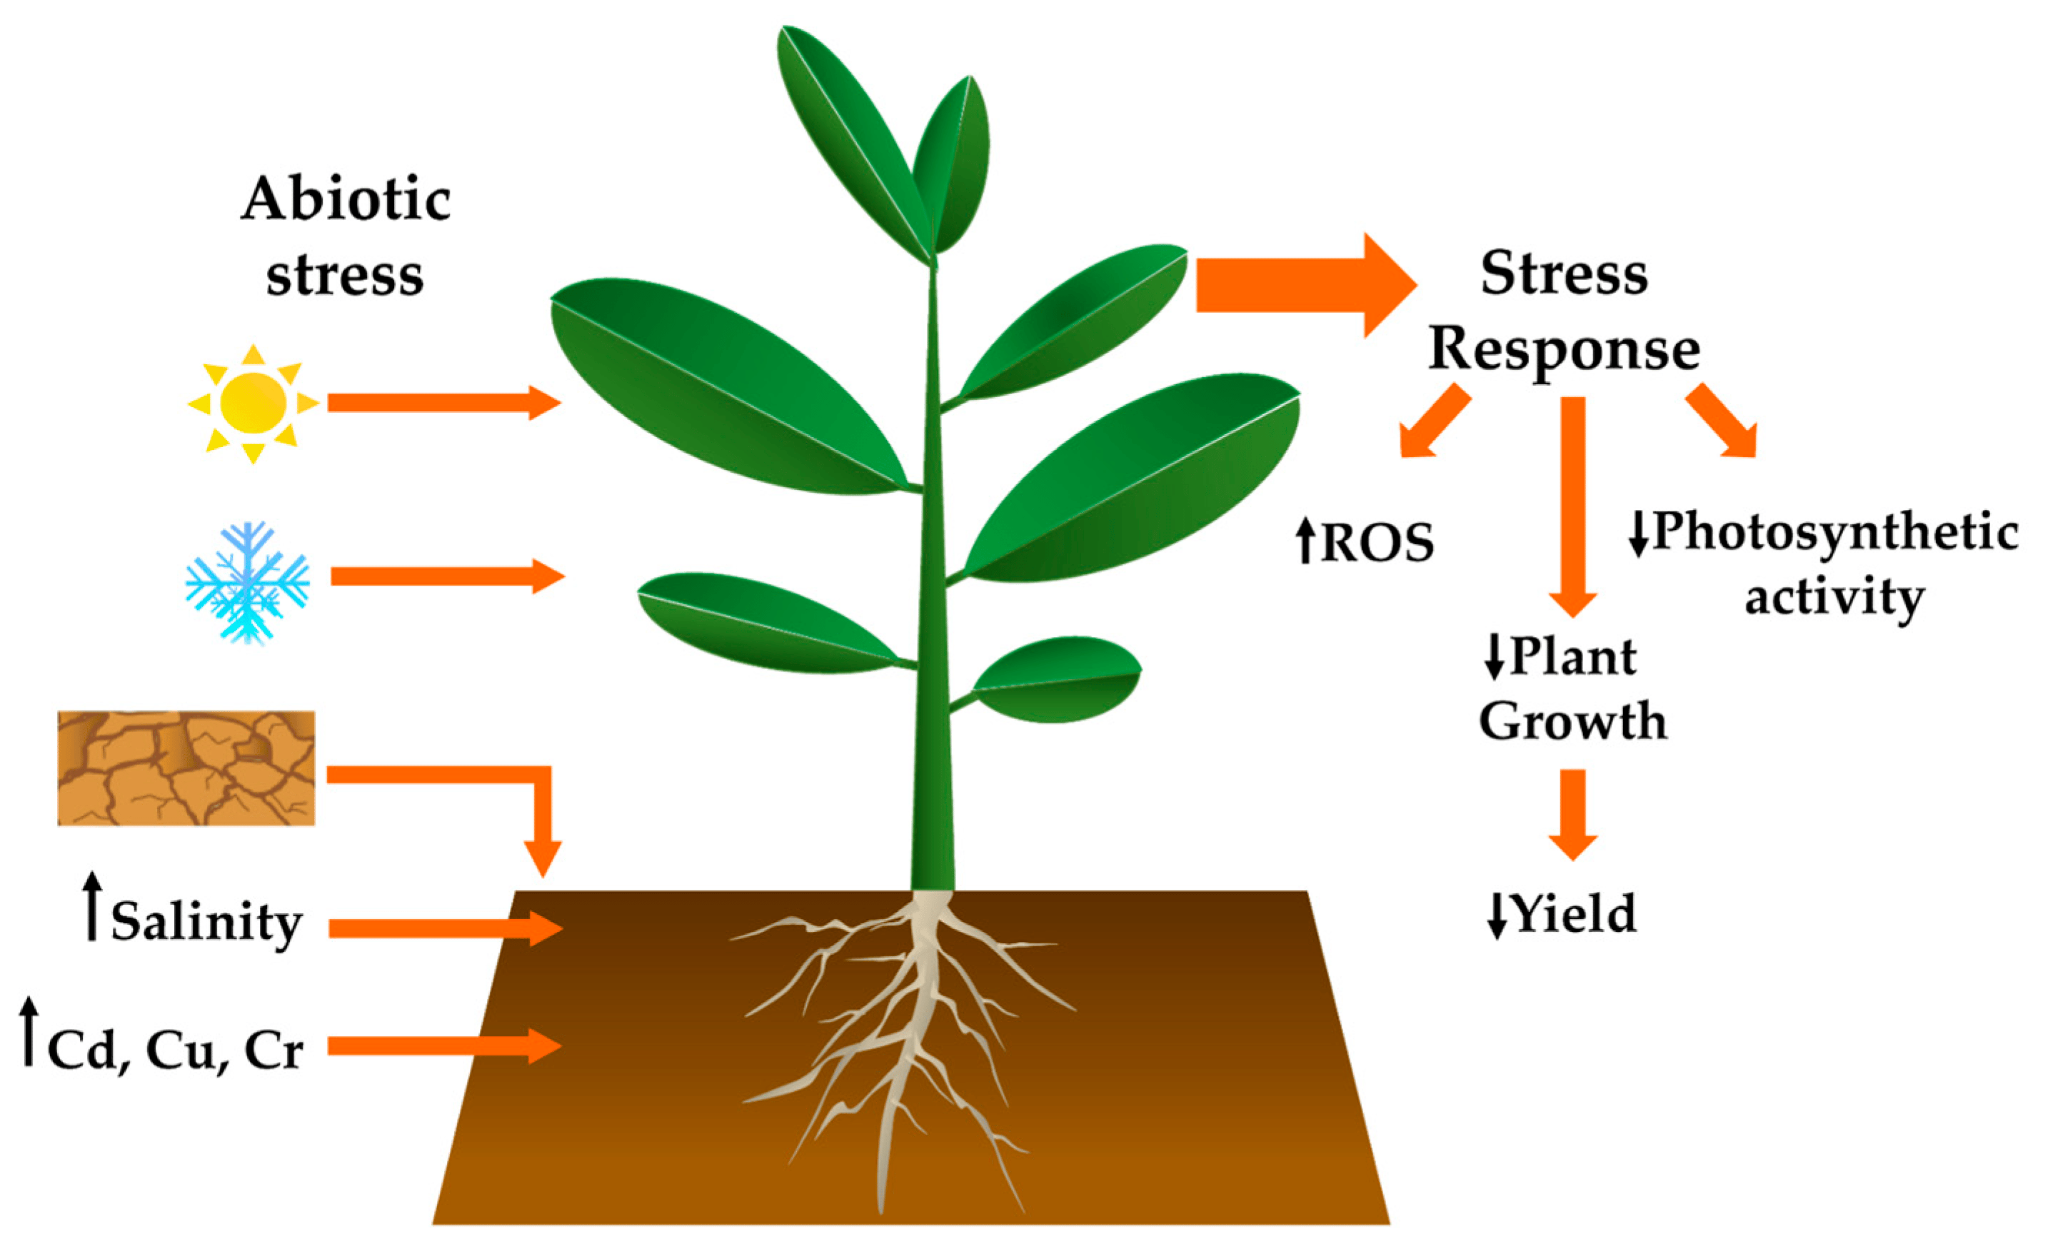 Abiotic
stress
↑Salinity
↑Cd, Cu, Cr
Stress
Response
↑ROS
↓Photosynthetic
activity
↓Plant
Growth
↓Yield